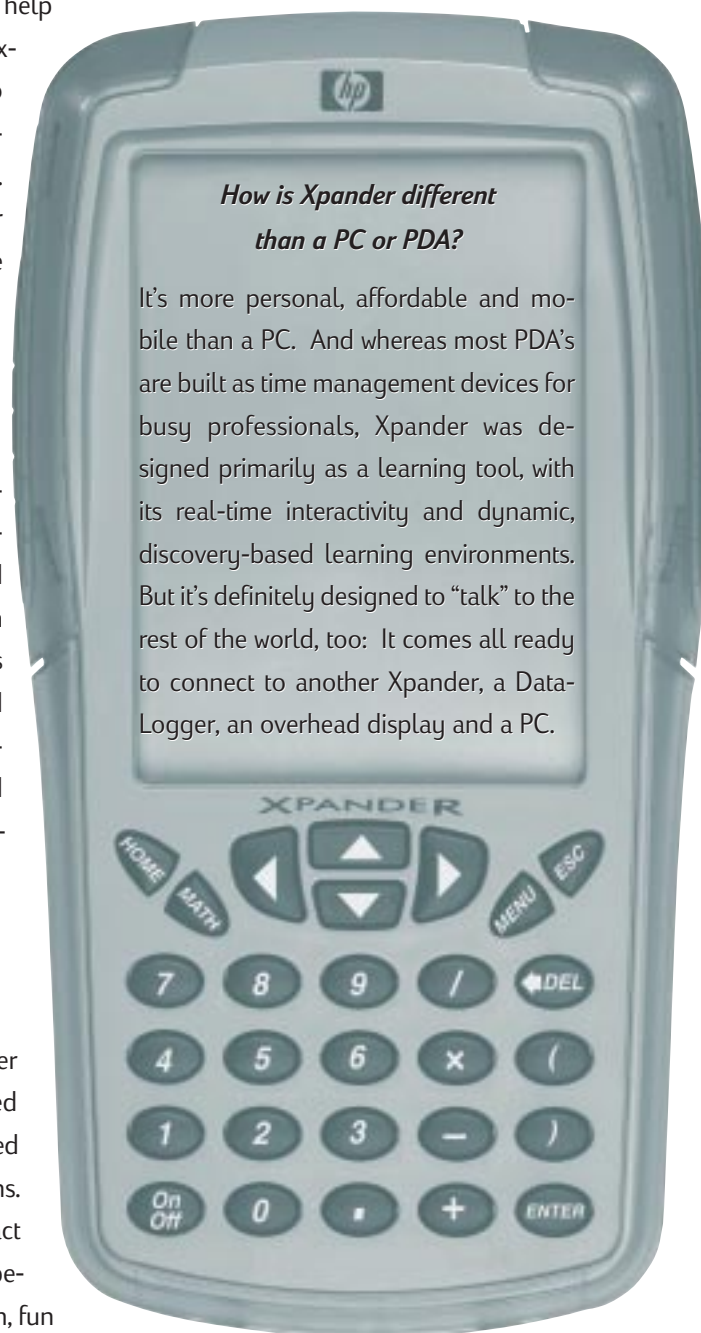 help
x-
hp
How is Xpander different
than a PC or PDA?
It's more personal, affordable and mo-
bile than a PC. And whereas most PDA's
are built as time management devices for
busy professionals, Xpander was de-
signed primarily as a learning tool, with
its real-time interactivity and dynamic,
discovery-based learning environments.
But it's definitely designed to “talk” to the
rest of the world, too: It comes all ready
to connect to another Xpander, a Data-
Logger, an overhead display and a PC.
XPANDER
HOME
MATH
MENU
ESC
7 8 9 / DEL
4 5 6 × (
1 2 3 – )
On
Off
0 . + ENTER
er
ed
ed
ns.
act
pe-
n, fun